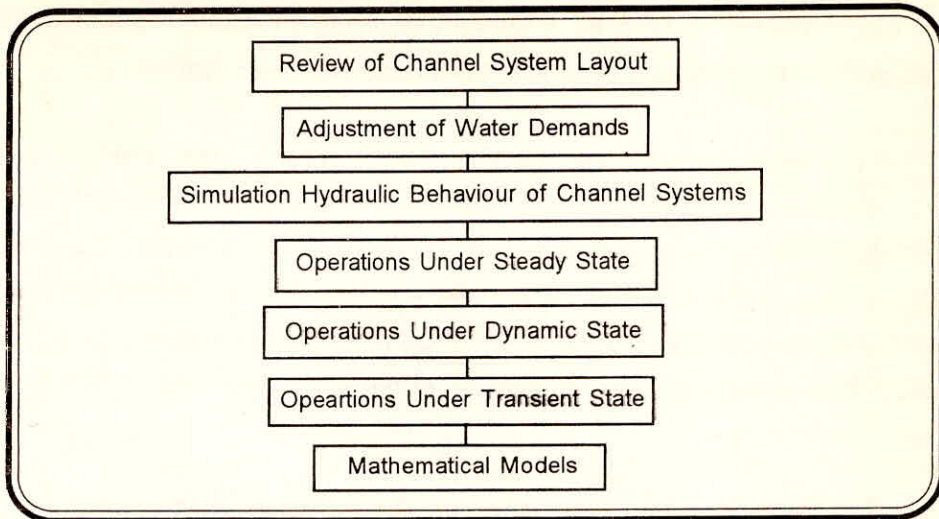 Review of Channel System Layout
Adjustment of Water Demands
Simulation Hydraulic Behaviour of Channel Systems
Operations Under Steady State
Operations Under Dynamic State
Opeartions Under Transient State
Mathematical Models